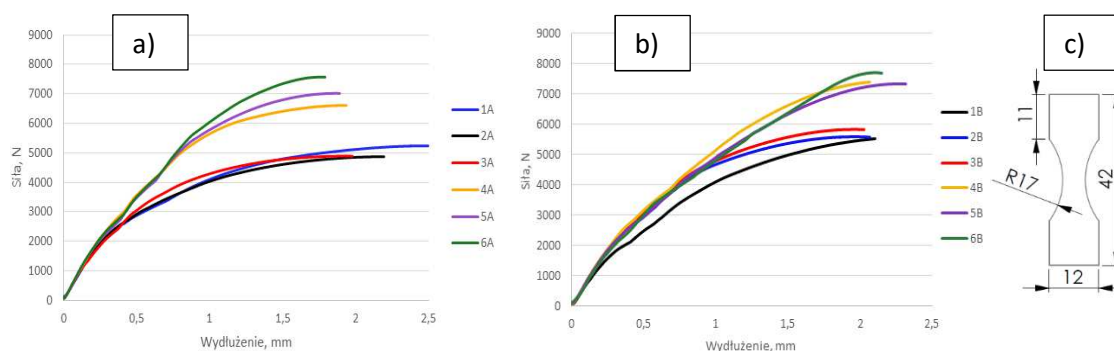 a)
9000
8000
7000
6000
5000
4000
3000
2000
1000
0
Siła, N
0 0,5 1 1,5 2 2,5
Wydłużenie, mm
1A
2A
3A
4A
5A
6A
b)
9000
8000
7000
6000
5000
4000
3000
2000
1000
0
Siła, N
0 0,5 1 1,5 2 2,5
Wydłużenie, mm
1B
2B
3B
4B
5B
6B
c)
11
R17
42
12